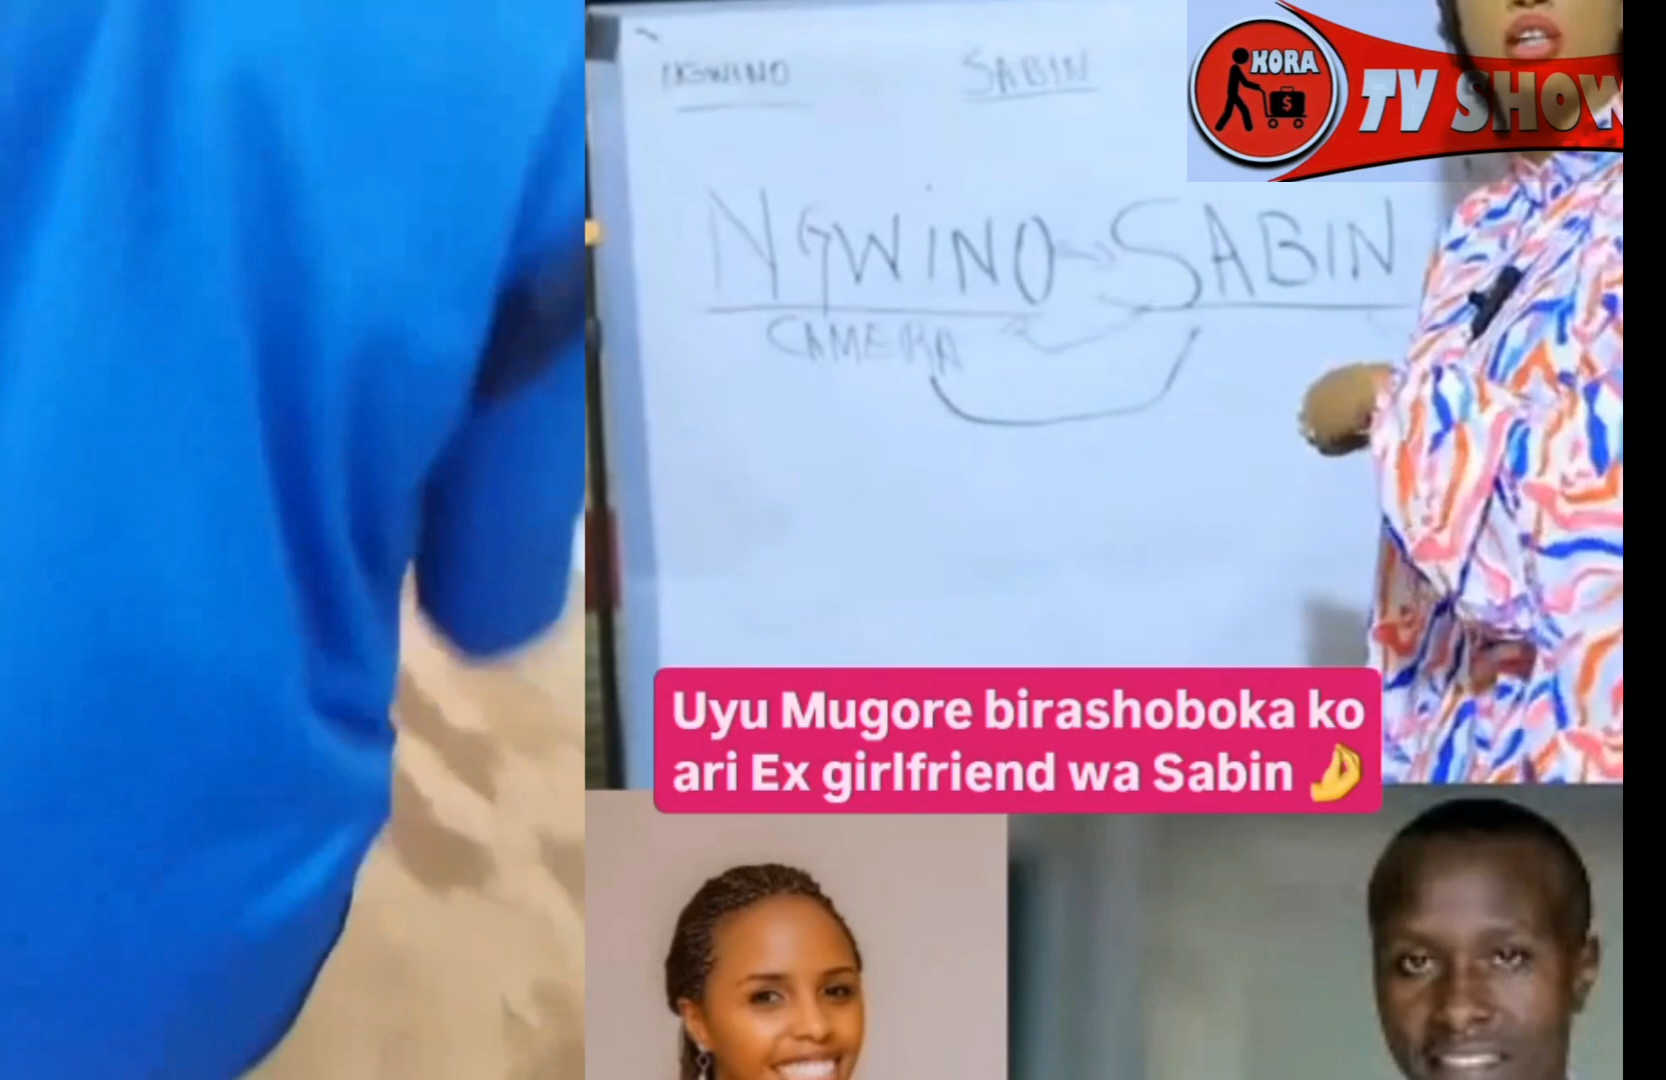 NGWINO SABIN
KORA
TV SHOW
NGWINO SABIN
CAMERA
Uyu Mugore birashoboka ko
ari Ex girlfriend wa Sabin